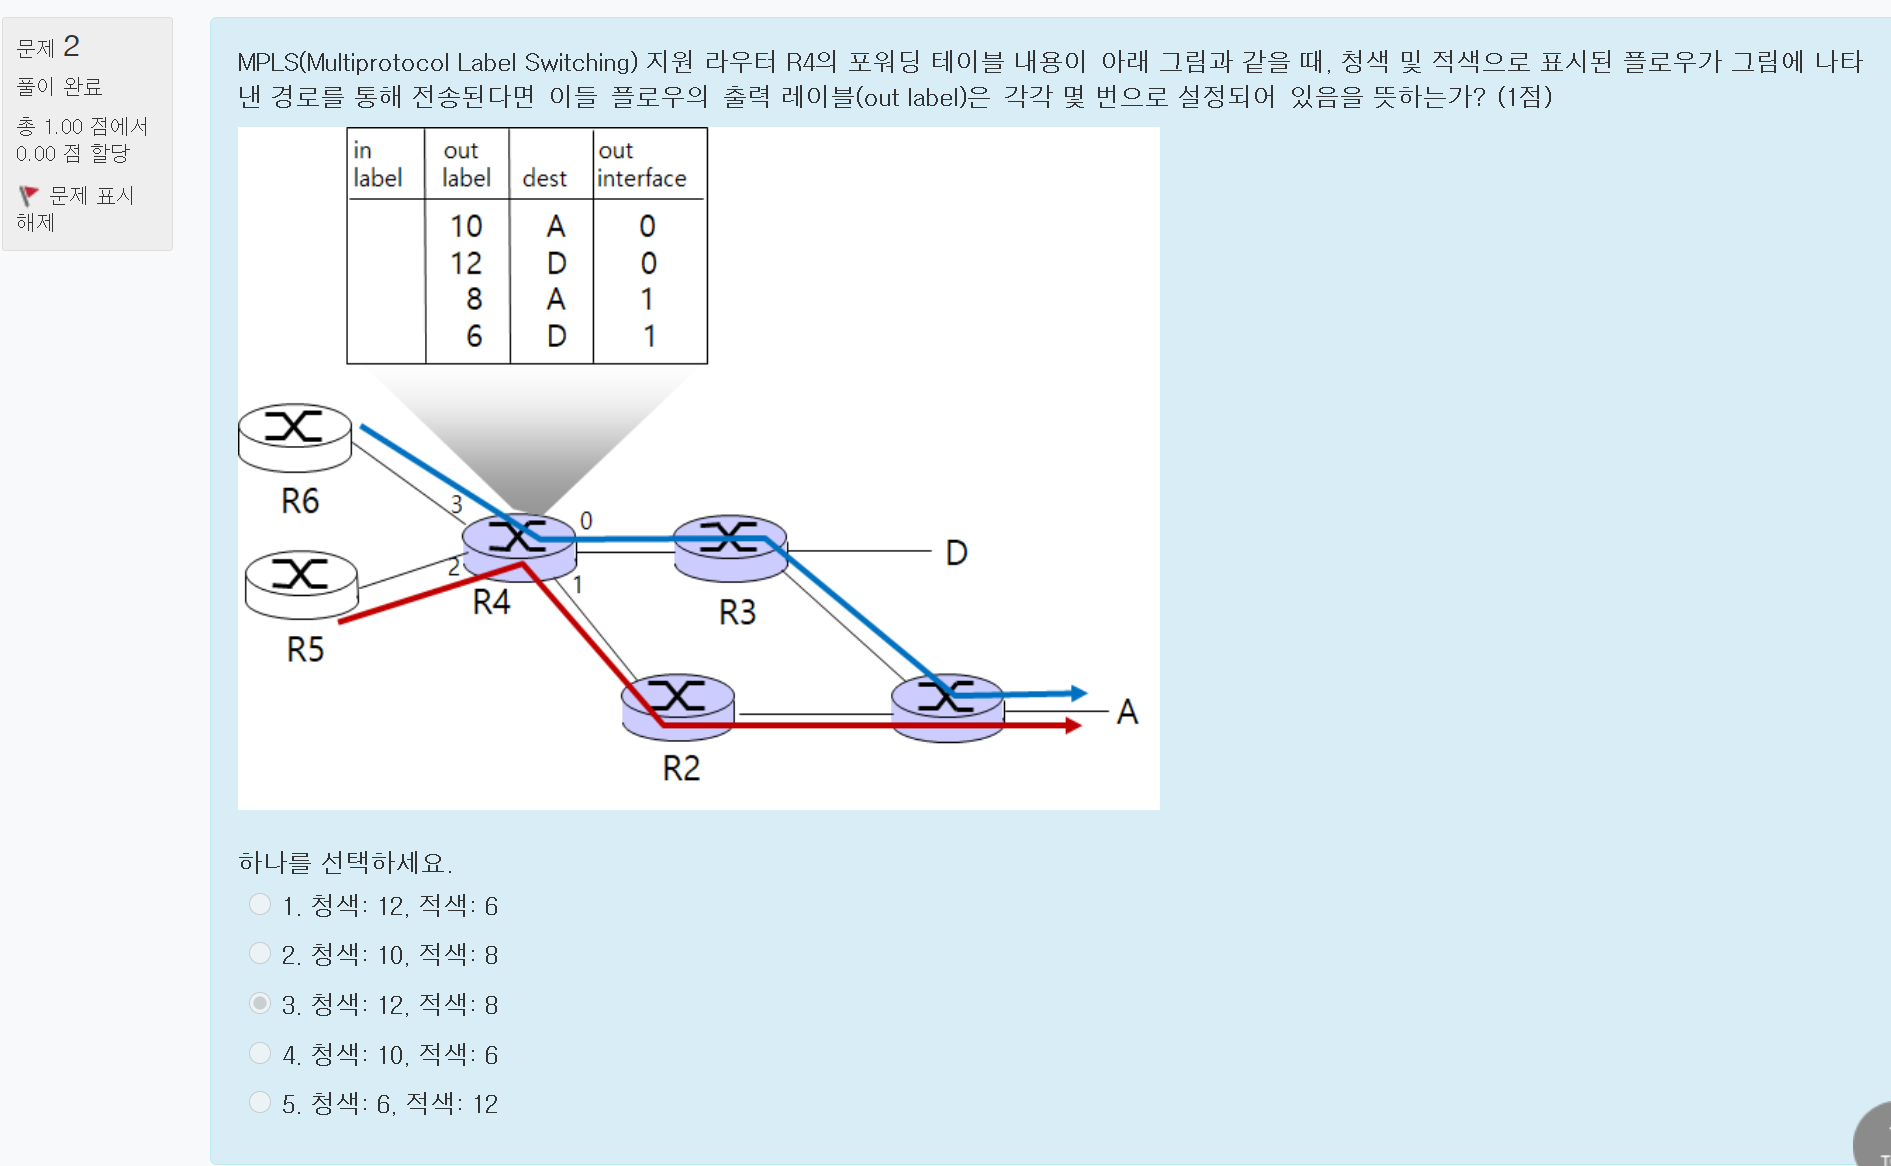 문제 2
풀이 완료
총 1.00 점에서
0.00 점 할당
문제 표시
해제
MPLS(Multiprotocol Label Switching) 지원 라우터 R4의 포워딩 테이블 내용이 아래 그림과 같을 때, 청색 및 적색으로 표시된 플로우가 그림에 나타
낸 경로를 통해 전송된다면 이들 플로우의 출력 레이블(out label)은 각각 몇 번으로 설정되어 있음을 뜻하는가? (1점)
in label out label dest out interface
10 A 0
12 D 0
8 A 1
6 D 1
R6
3
0
D
2
1
R4
R3
R5
A
R2
하나를 선택하세요.
1. 청색: 12, 적색: 6
2. 청색: 10, 적색: 8
3. 청색: 12, 적색: 8
4. 청색: 10, 적색: 6
5. 청색: 6, 적색: 12